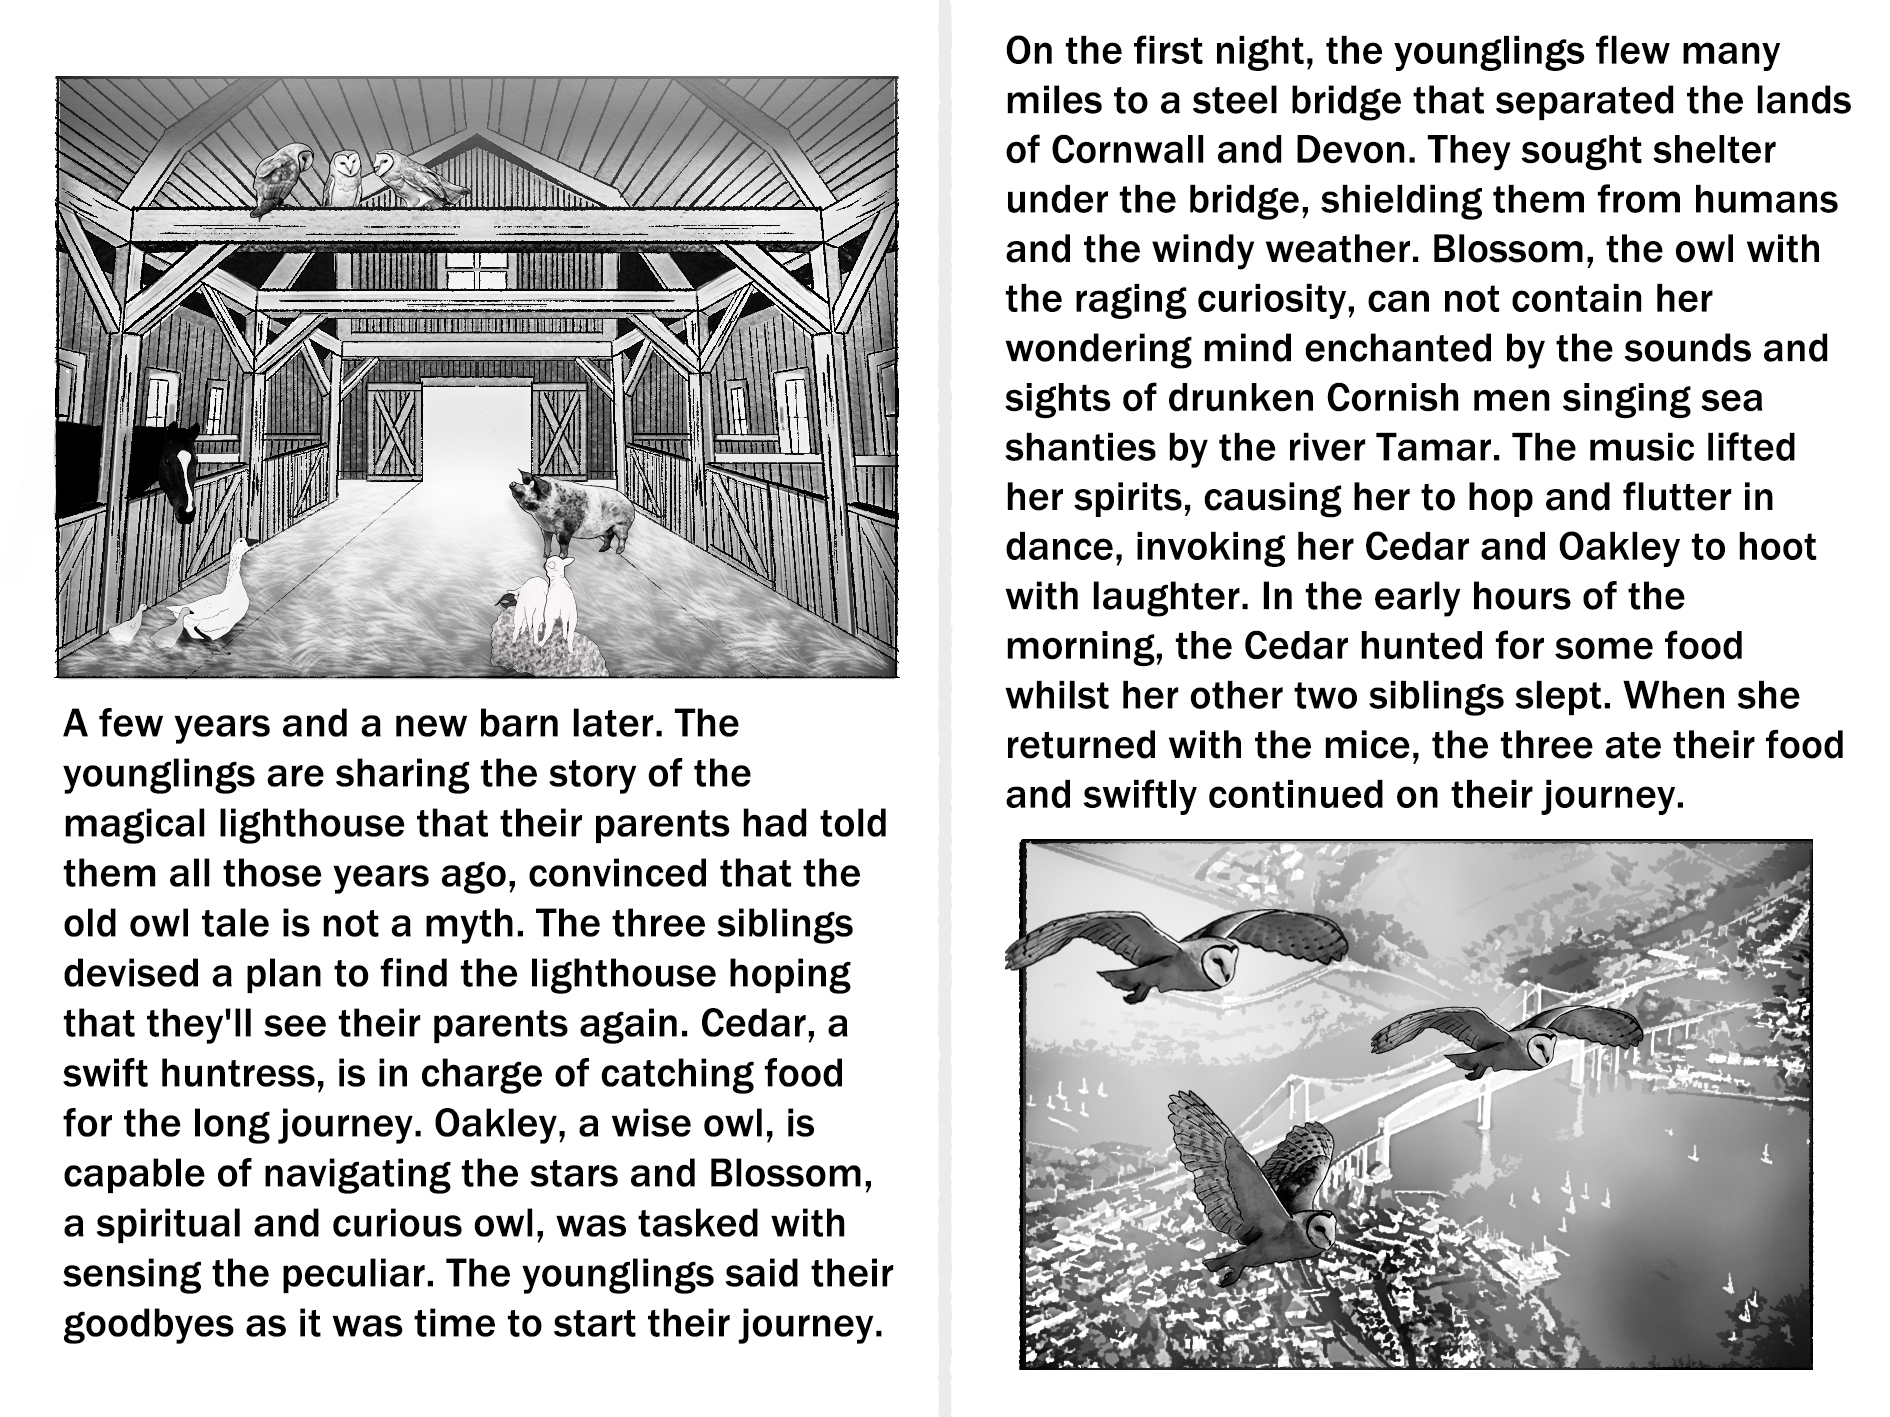 A few years and a new barn later. The
younglings are sharing the story of the
magical lighthouse that their parents had told
them all those years ago, convinced that the
old owl tale is not a myth. The three siblings
devised a plan to find the lighthouse hoping
that they'll see their parents again. Cedar, a
swift huntress, is in charge of catching food
for the long journey. Oakley, a wise owl, is
capable of navigating the stars and Blossom,
a spiritual and curious owl, was tasked with
sensing the peculiar. The younglings said their
goodbyes as it was time to start their journey.
On the first night, the younglings flew many
miles to a steel bridge that separated the lands
of Cornwall and Devon. They sought shelter
under the bridge, shielding them from humans
and the windy weather. Blossom, the owl with
the raging curiosity, can not contain her
wondering mind enchanted by the sounds and
sights of drunken Cornish men singing sea
shanties by the river Tamar. The music lifted
her spirits, causing her to hop and flutter in
dance, invoking her Cedar and Oakley to hoot
with laughter. In the early hours of the
morning, the Cedar hunted for some food
whilst her other two siblings slept. When she
returned with the mice, the three ate their food
and swiftly continued on their journey.